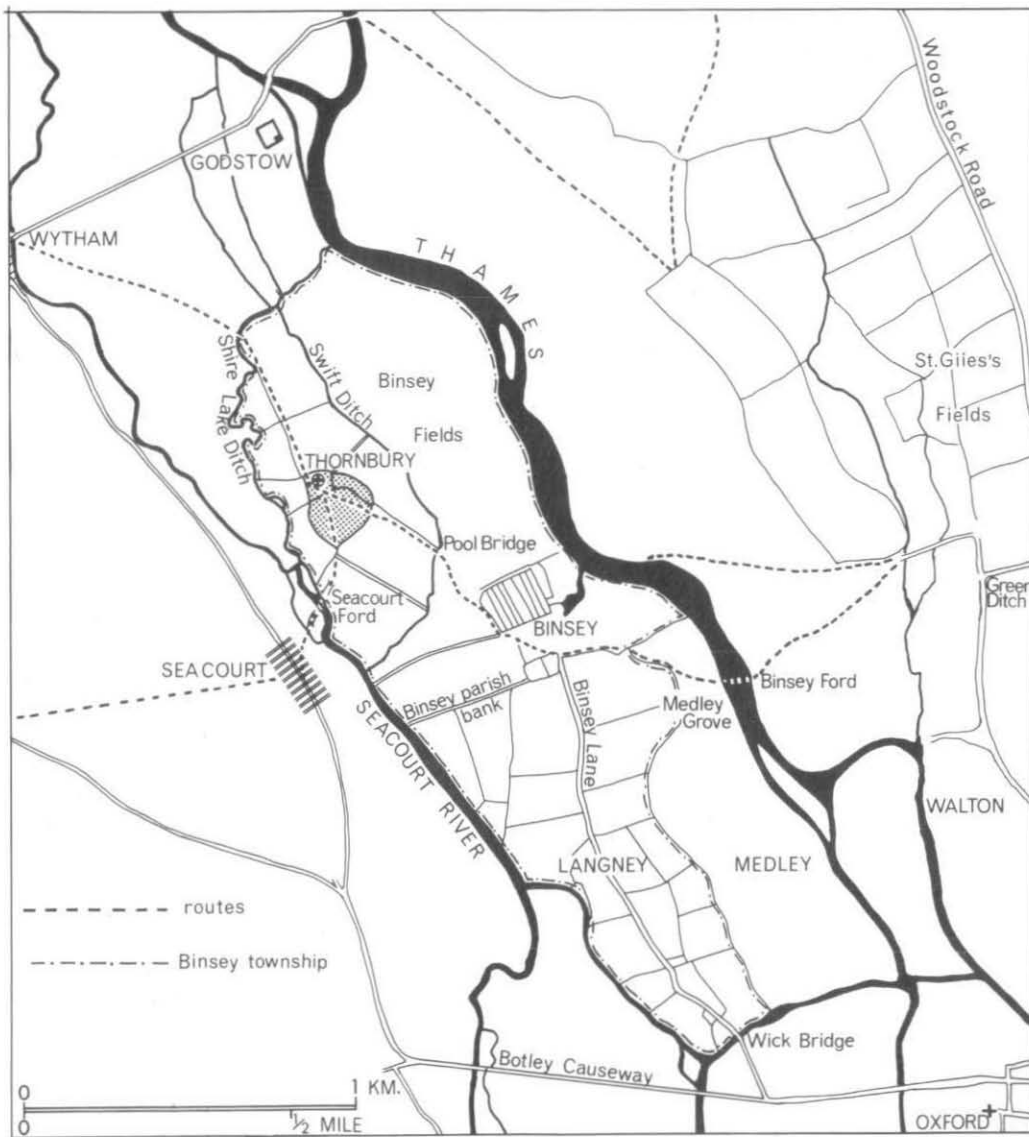 Woodstock Road
GODSTOW
WYTHAM
THAMES
Shire Lake Ditch
Swift Ditch
Binsey
Fields
St.Giles's
Fields
THORNBURY
Pool Bridge
Seacourt
Ford
Green
Ditch
BINSEY
SEACOURT
Binsey Ford
Binsey parish
bank
Binsey Lane
Medley
Grove
SEACOURT RIVER
WALTON
LANGNEY
MEDLEY
routes
Binsey township
Wick Bridge
Botley Causeway
0 1 KM.
0 ½ MILE
OXFORD